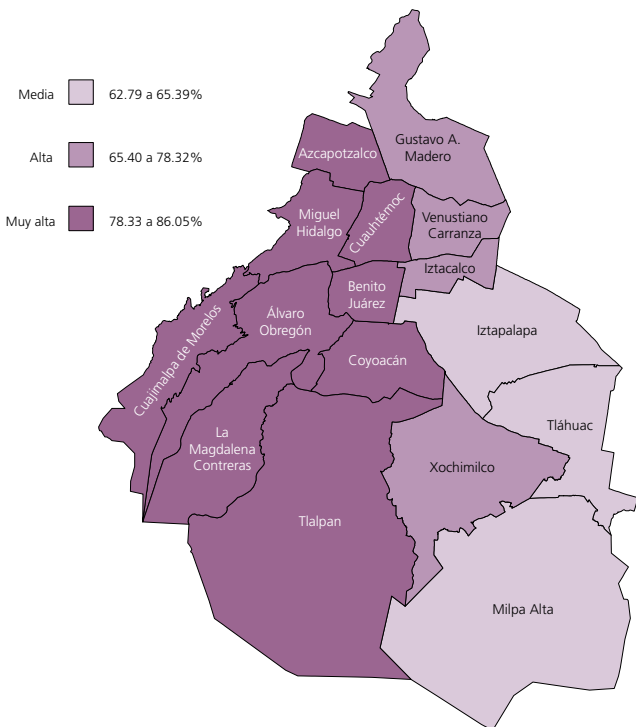 Media 62.79 a 65.39%
Alta 65.40 a 78.32%
Muy alta 78.33 a 86.05%
Gustavo A.
Madero
Azcapotzalco
Miguel
Hidalgo
Cuauhtémoc
Venustiano
Carranza
Iztacalco
Benito
Juárez
Álvaro
Obregón
Cuajimalpa de Morelos
Iztapalapa
Coyoacán
Tláhuac
La
Magdalena
Contreras
Xochimilco
Tlalpan
Milpa Alta